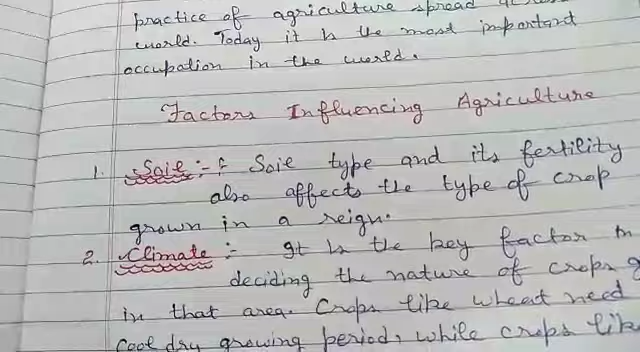 practice of agriculture spread
world. Today it is the most important
occupation in the world.
Factors Influencing Agriculture
1. Soil :- Soil type and its fertility
also affects the type of crop
grown in a reign.
2. Climate :- It is the key factor in
deciding the nature of crops
in that area. Crops like wheat need
cool dry growing period, while crops like